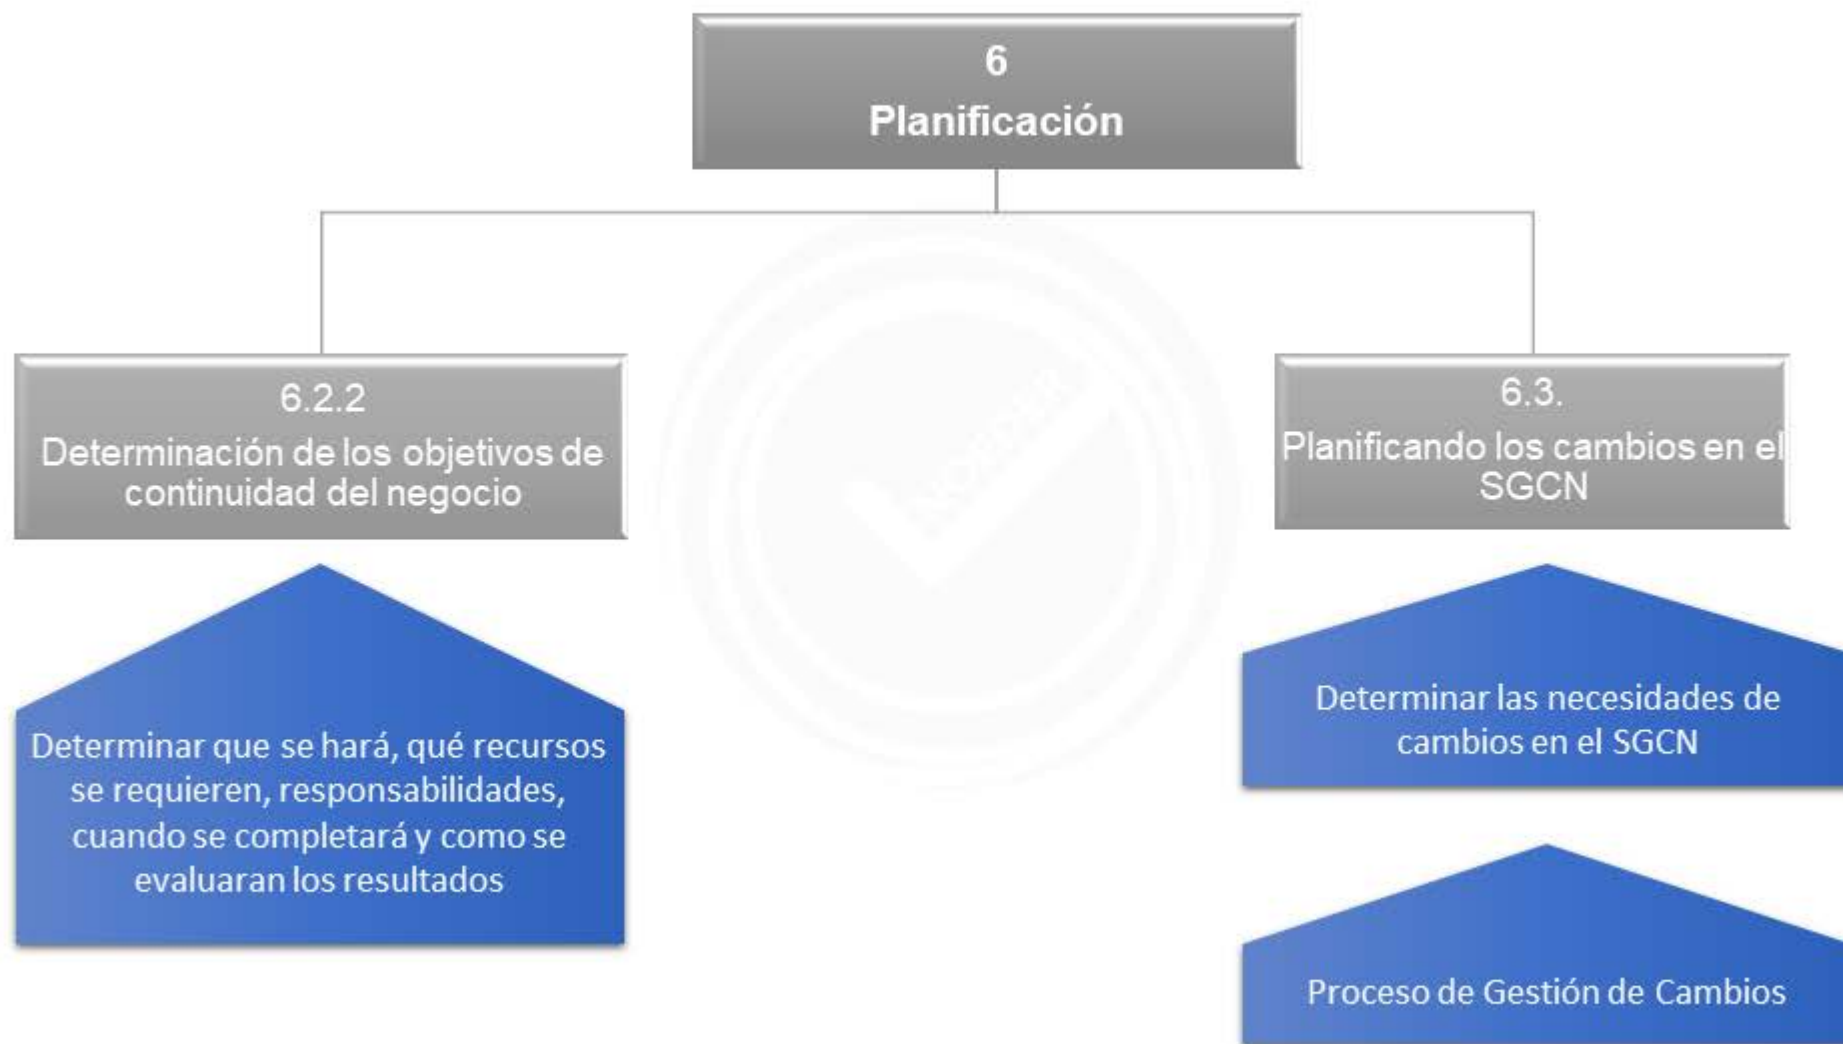 6
Planificación
6.2.2
Determinación de los objetivos de
continuidad del negocio
6.3.
Planificando los cambios en el
SGCN
Determinar que se hará, qué recursos
se requieren, responsabilidades,
cuando se completará y como se
evaluaran los resultados
Determinar las necesidades de
cambios en el SGCN
Proceso de Gestión de Cambios